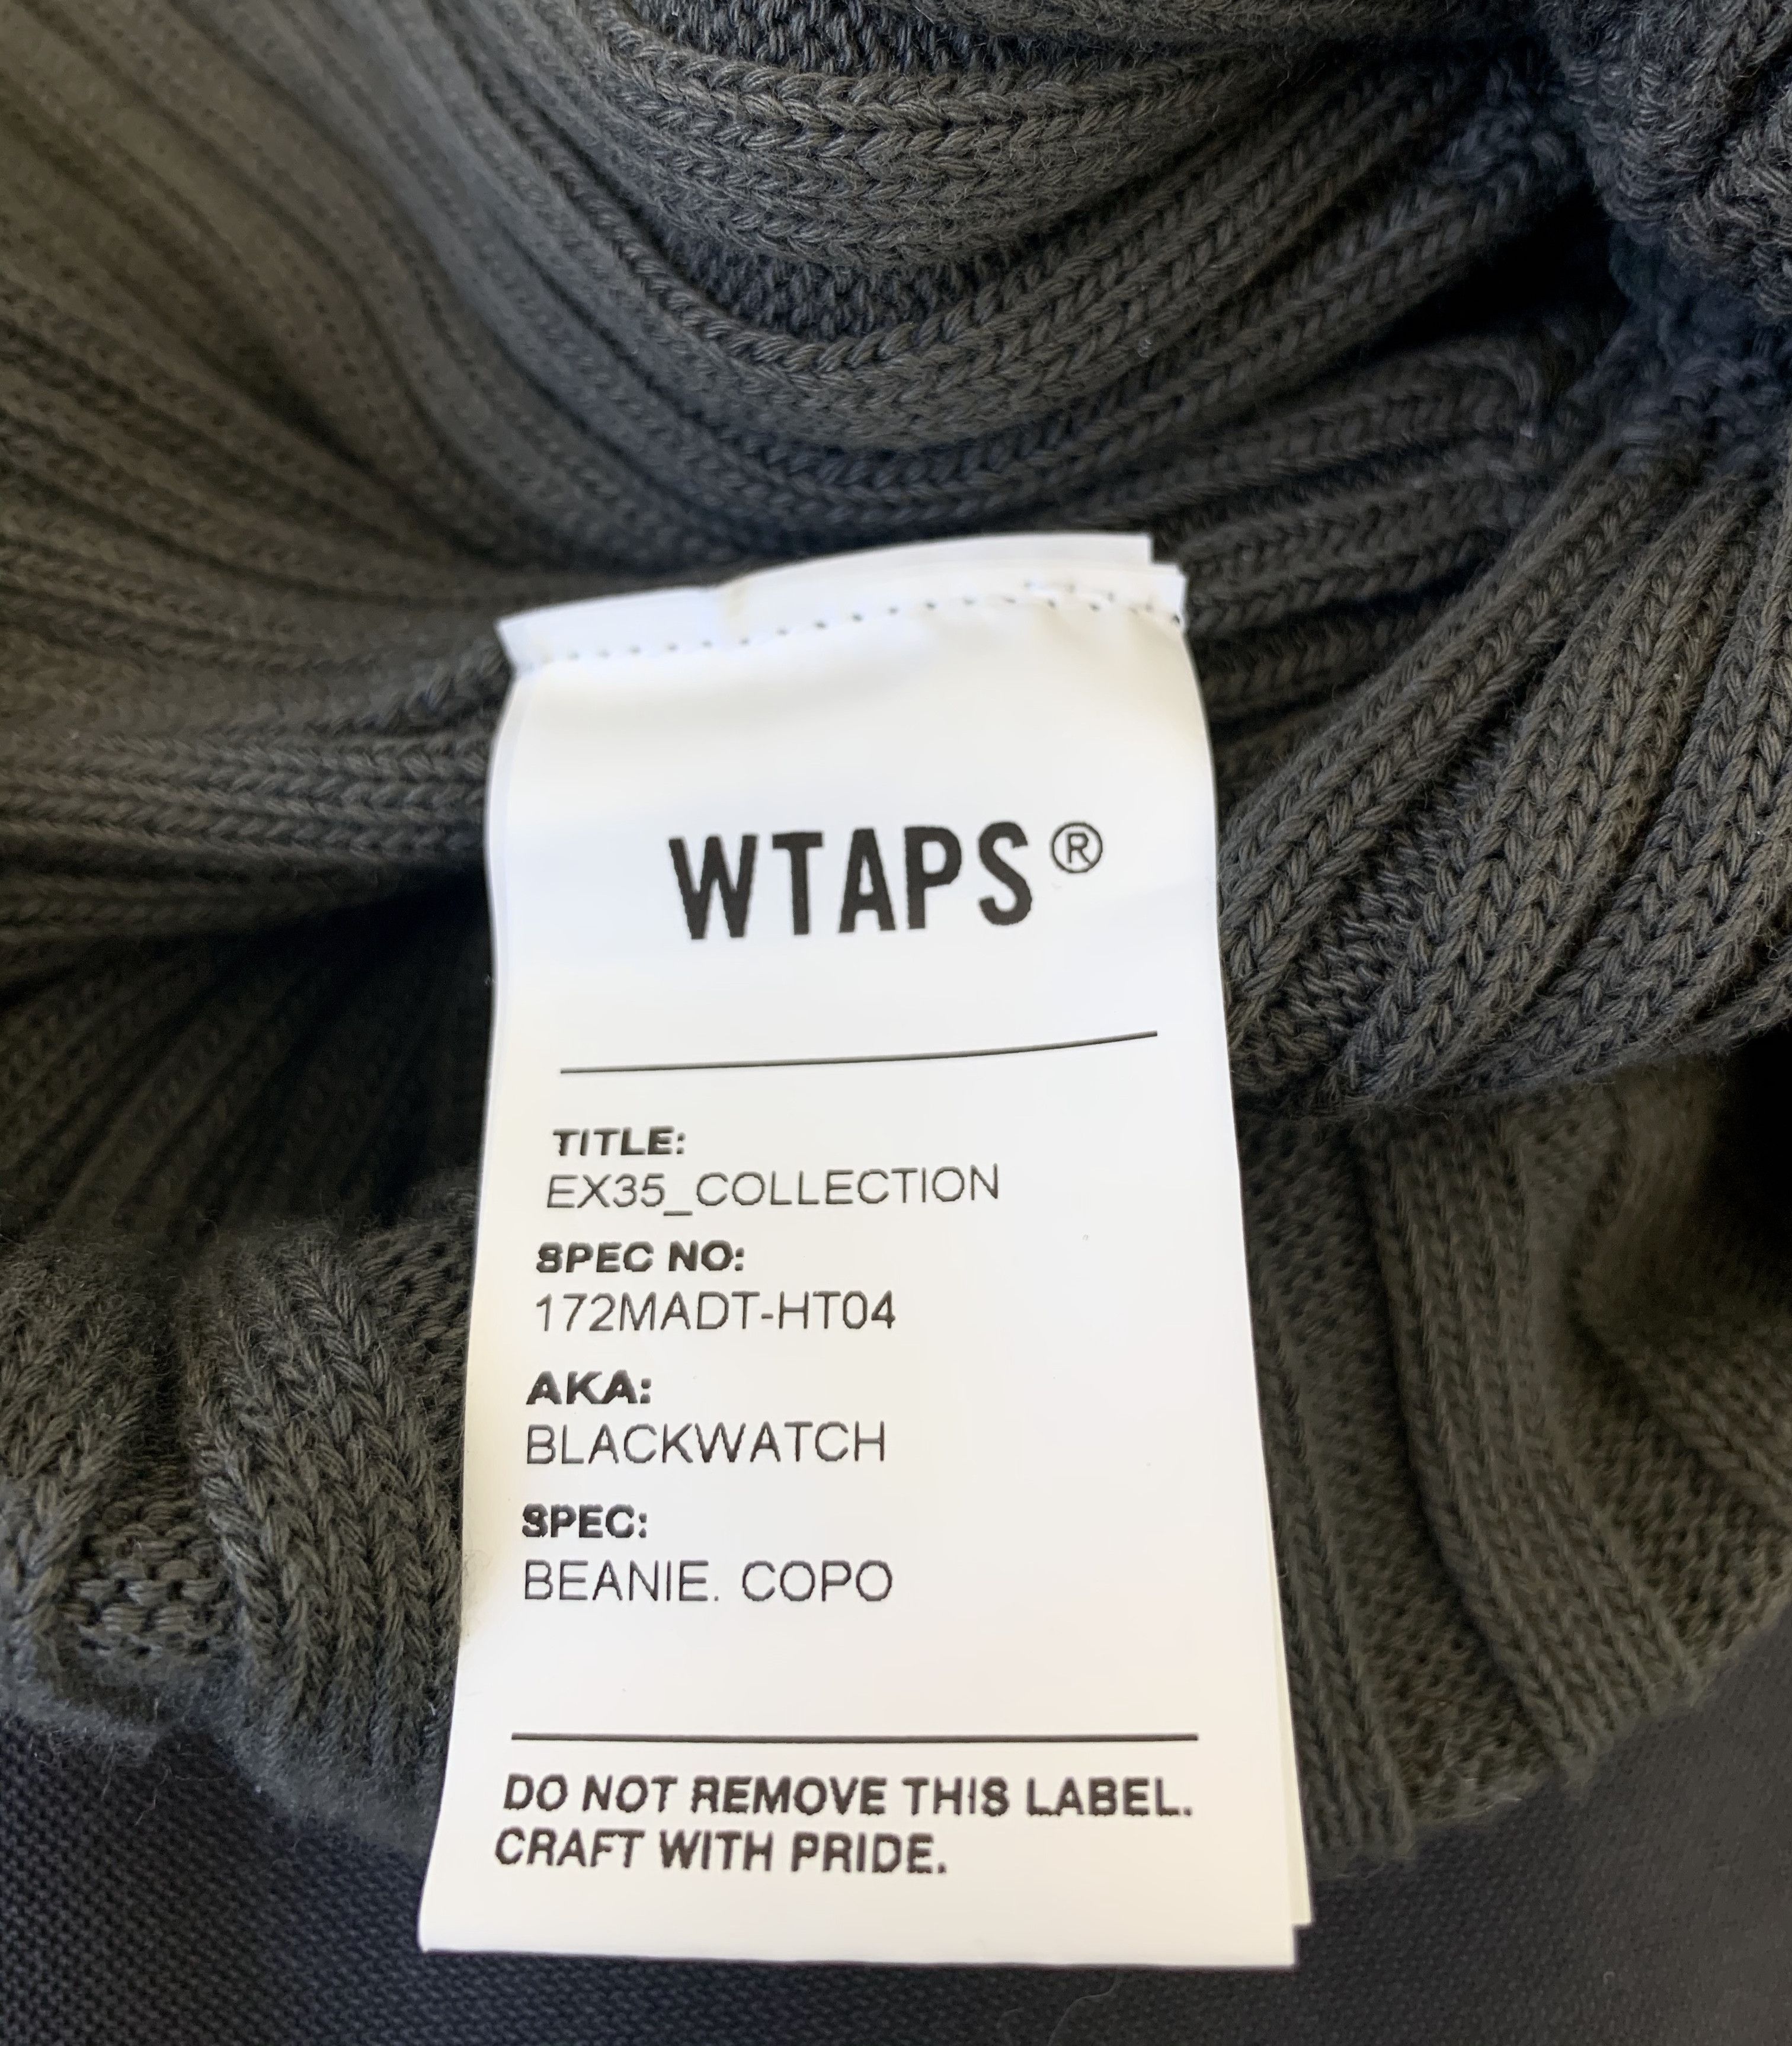 WTAPS®
TITLE:
EX35_COLLECTION
SPEC NO:
172MADT-HT04
AKA:
BLACKWATCH
SPEC:
BEANIE. COPO
DO NOT REMOVE THIS LABEL.
CRAFT WITH PRIDE.